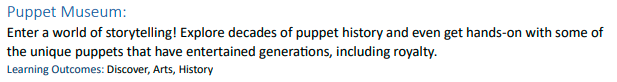 Puppet Museum:
Enter a world of storytelling! Explore decades of puppet history and even get hands-on with some of
the unique puppets that have entertained generations, including royalty.
Learning Outcomes: Discover, Arts, History